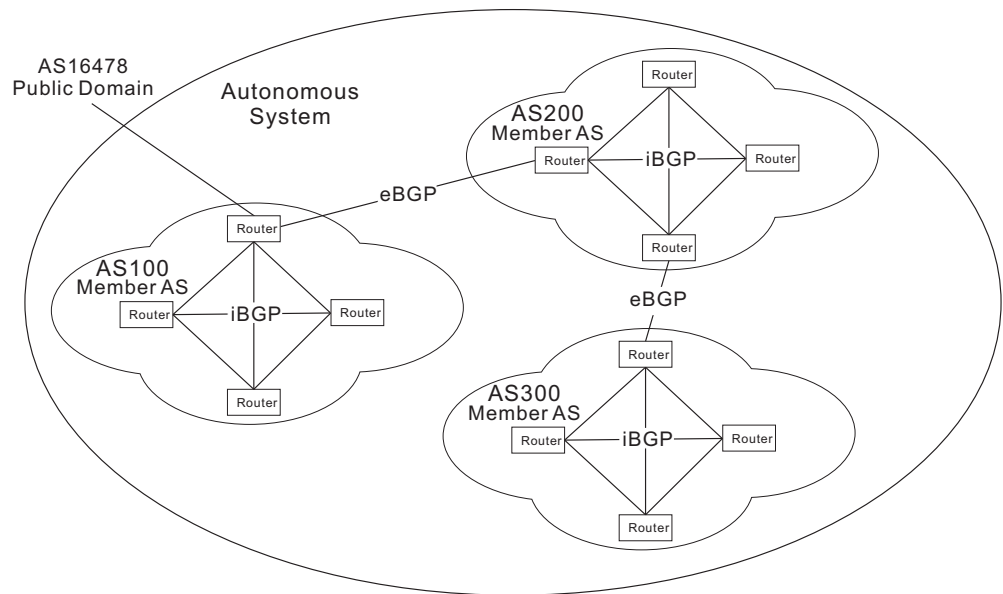 AS16478
Public Domain
Autonomous
System
Router
AS200
Member AS
Router
iBGP
Router
Router
eBGP
Router
AS100
Member AS
Router
iBGP
Router
Router
eBGP
Router
AS300
Member AS
Router
iBGP
Router
Router